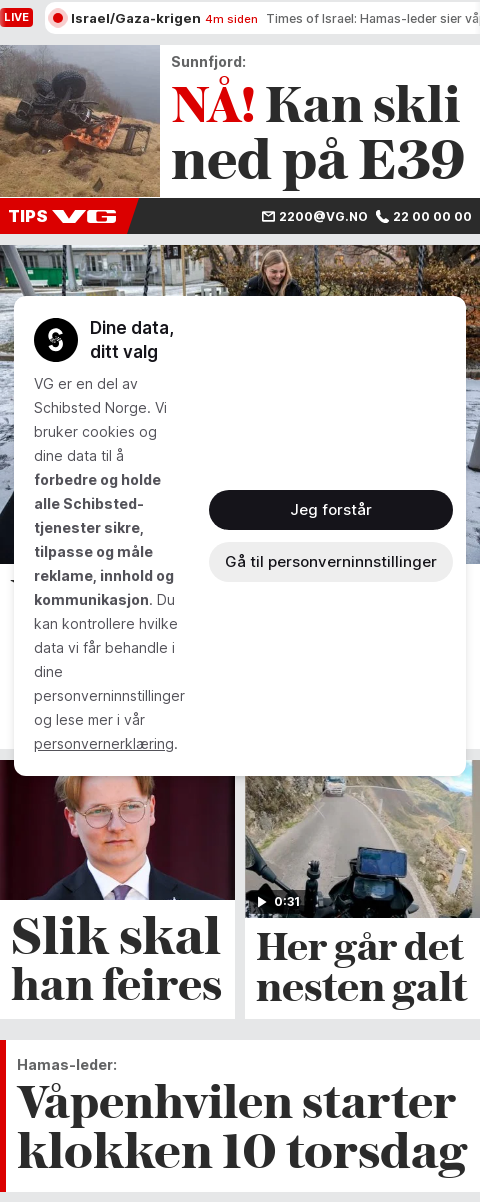 LIVE
Israel/Gaza-krigen 4m siden Times of Israel: Hamas-leder sier
Sunnfjord:
NÅ! Kan skli
ned på E39
TIPS VG 2200@VG.NO 22 00 00 00
Dine data,
ditt valg
VG er en del av
Schibsted Norge. Vi
bruker cookies og
dine data til å
forbedre og holde
alle Schibsted-
tjenester sikre,
tilpasse og måle
reklame, innhold og
kommunikasjon. Du
kan kontrollere hvilke
data vi får behandle i
dine
personverninnstillinger
og lese mer i vår
personvernerklæring.
Jeg forstår
Gå til personverninnstillinger
Slik skal
han feires
0:31
Her går det
nesten galt
Hamas-leder:
Våpenhvilen starter
klokken 10 torsdag